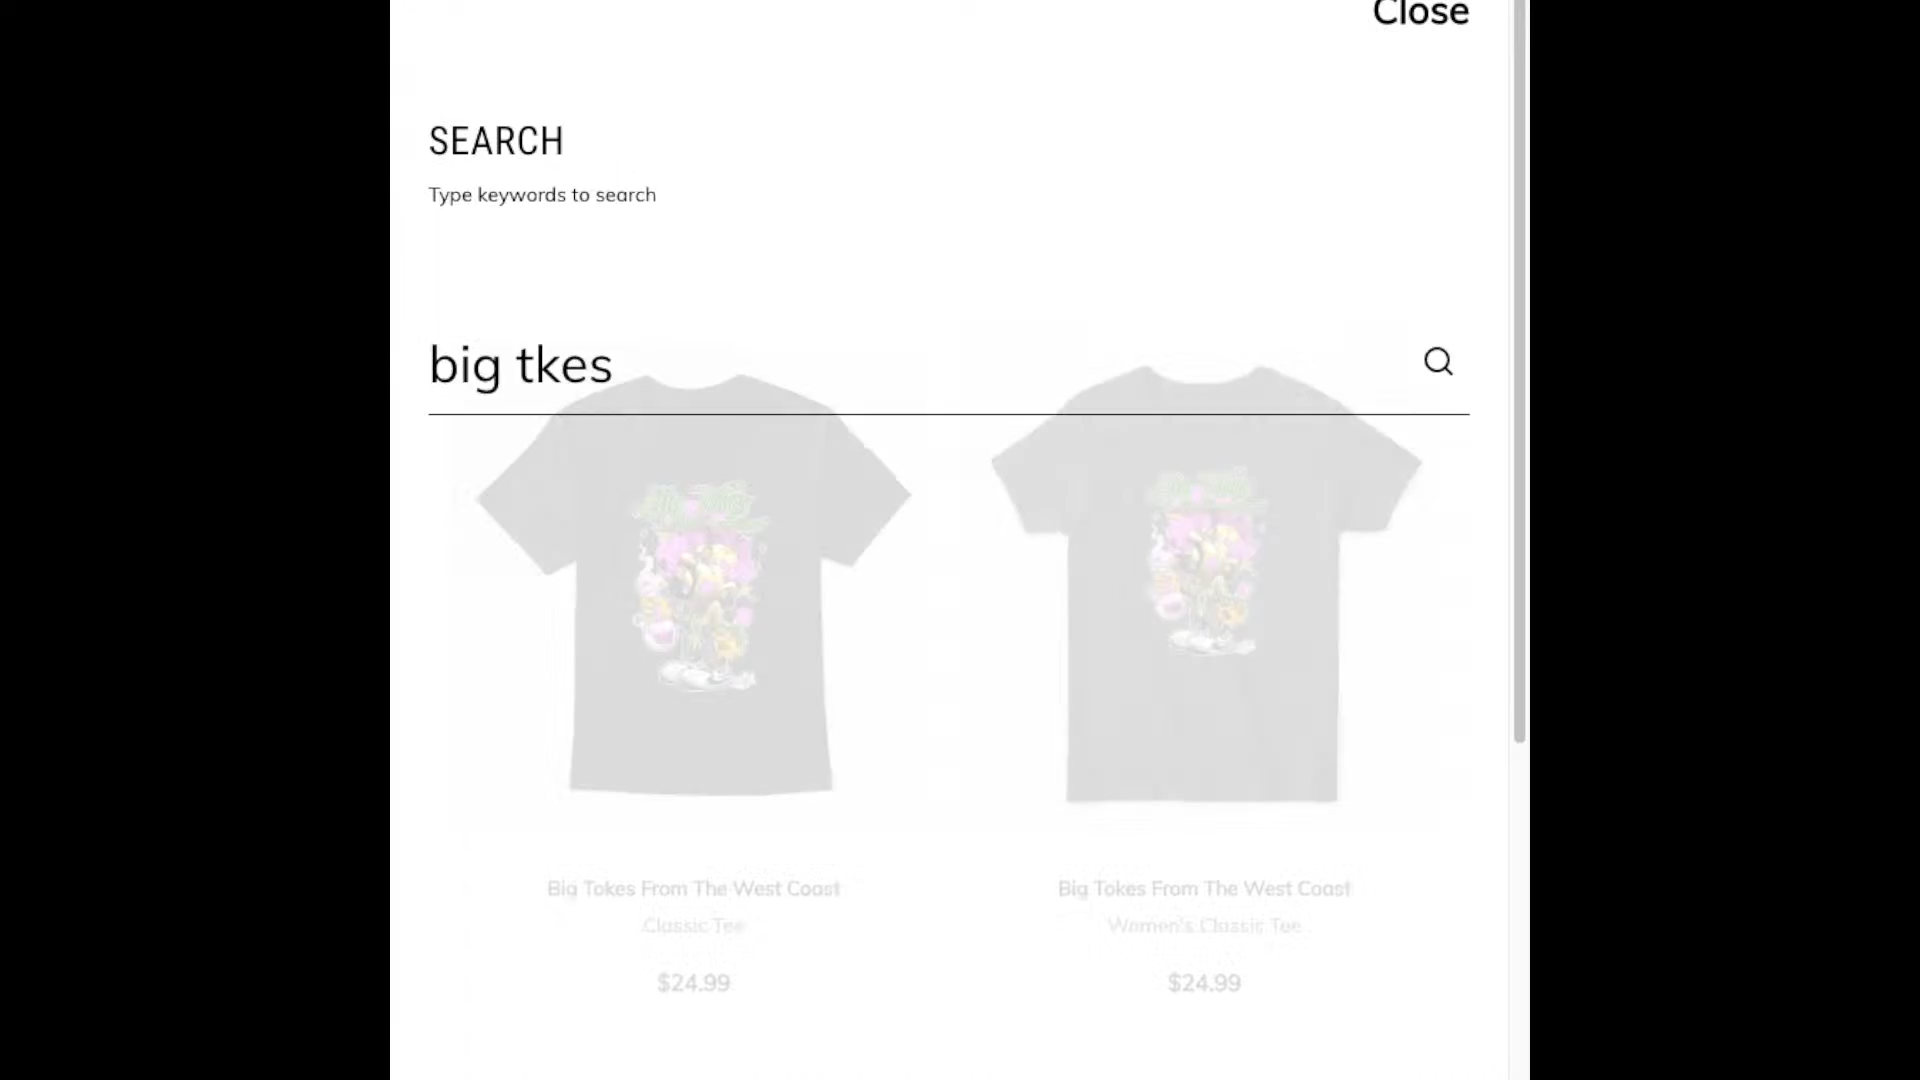 Close
SEARCH
Type keywords to search
big tkes
Big Tokes From The West Coast
Big Tokes From The West Coast
Classic Tee
Women's Classic Tee
$24.99
$24.99